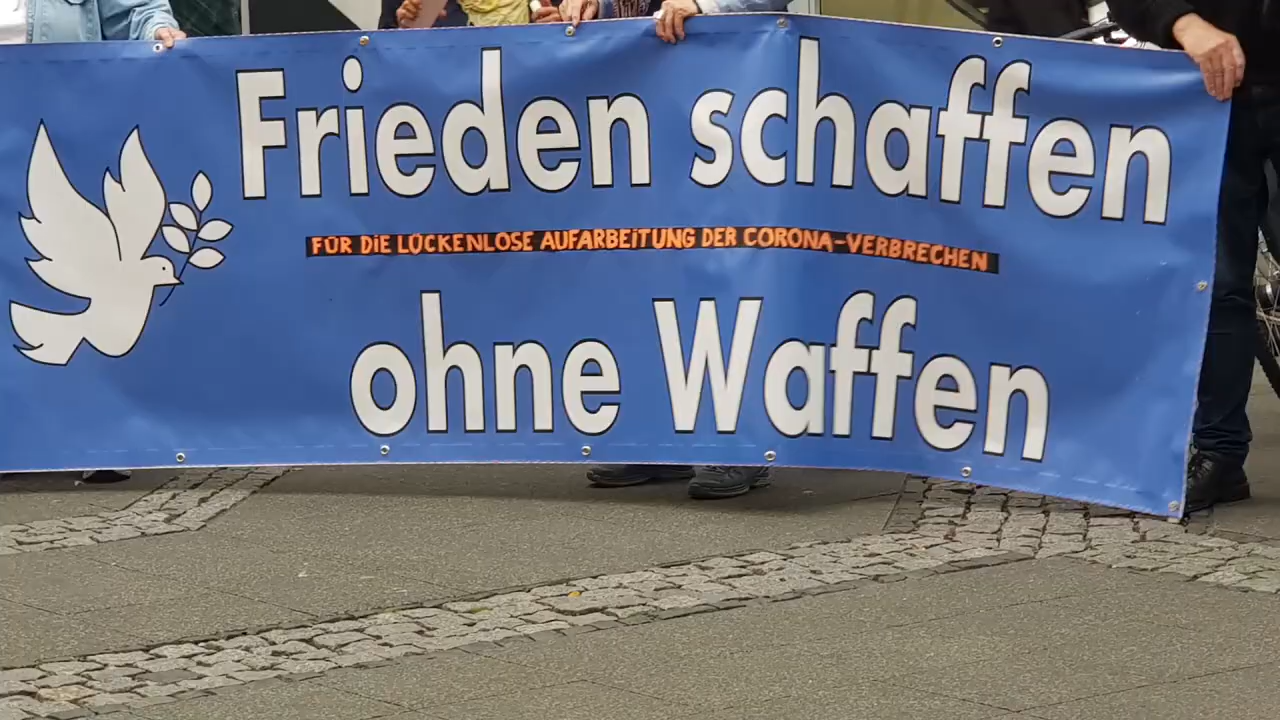 Frieden schaffen
FÜR DiE LÜCKENLOSE AUFARBEiTUNG DER CORONA-VERBRECHEN
ohne Waffen